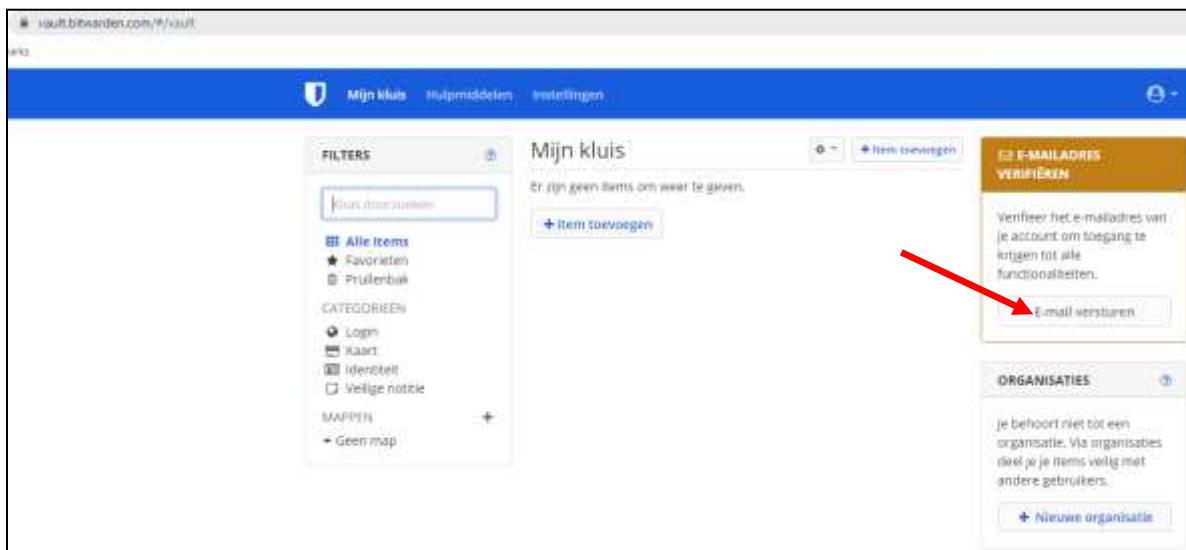 vault.bitwarden.com/#/vault
Mijn kluis Hulpmiddelen Instellingen
FILTERS
Kluis doorzoeken
Alle items
Favorieten
Prullenbak
CATEGORIEËN
Login
Kaart
Identiteit
Veilige notitie
MAPPEN
Geen map
Mijn kluis
Item toevoegen
Er zijn geen items om weer te geven.
Item toevoegen
E-MAILADRES
VERIFIËREN
Verifieer het e-mailadres van
je account om toegang te
krijgen tot alle
functionaliteiten.
E-mail versturen
ORGANISATIES
Je behoort niet tot een
organisatie. Via organisaties
deel je je items veilig met
andere gebruikers.
Nieuwe organisatie